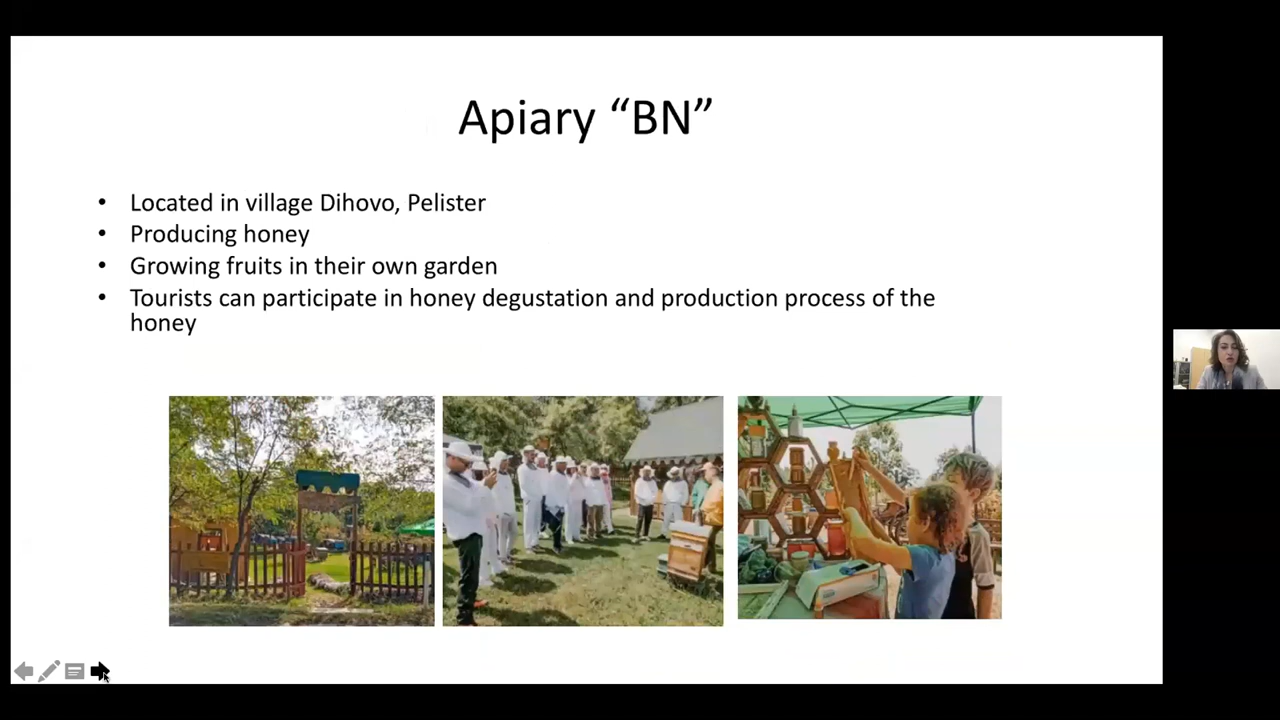 Apiary “BN”
• Located in village Dihovo, Pelister
• Producing honey
• Growing fruits in their own garden
• Tourists can participate in honey degustation and production process of the
honey